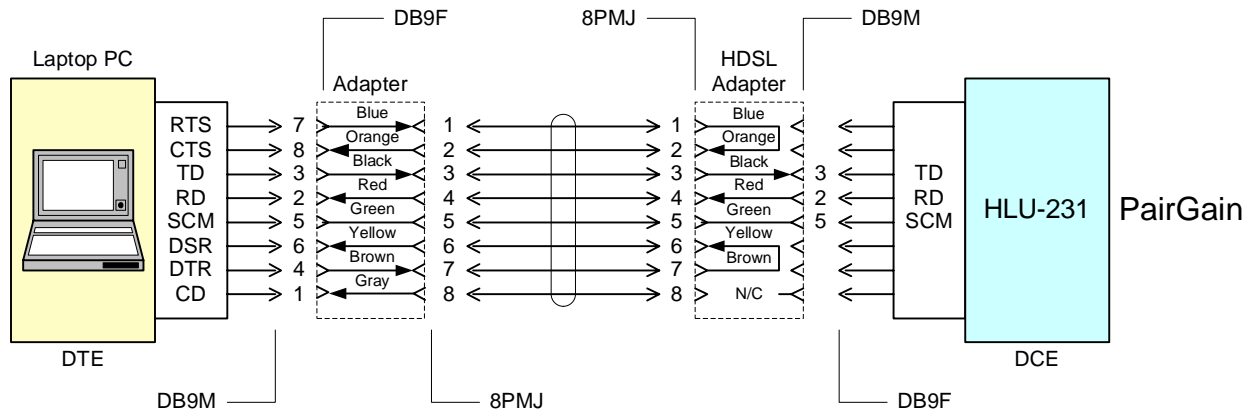 DB9F
8PMJ
DB9M
Laptop PC
Adapter
HDSL
Adapter
RTS 7 Blue 1 1 Blue
CTS 8 Orange 2 2 Orange
TD 3 Black 3 3 Black 3 TD
RD 2 Red 4 4 Red 2 RD
SCM 5 Green 5 5 Green 5 SCM
DSR 6 Yellow 6 6 Yellow
DTR 4 Brown 7 7 Brown
CD 1 Gray 8 8 N/C
HLU-231
PairGain
DTE
DCE
DB9M
8PMJ
DB9F